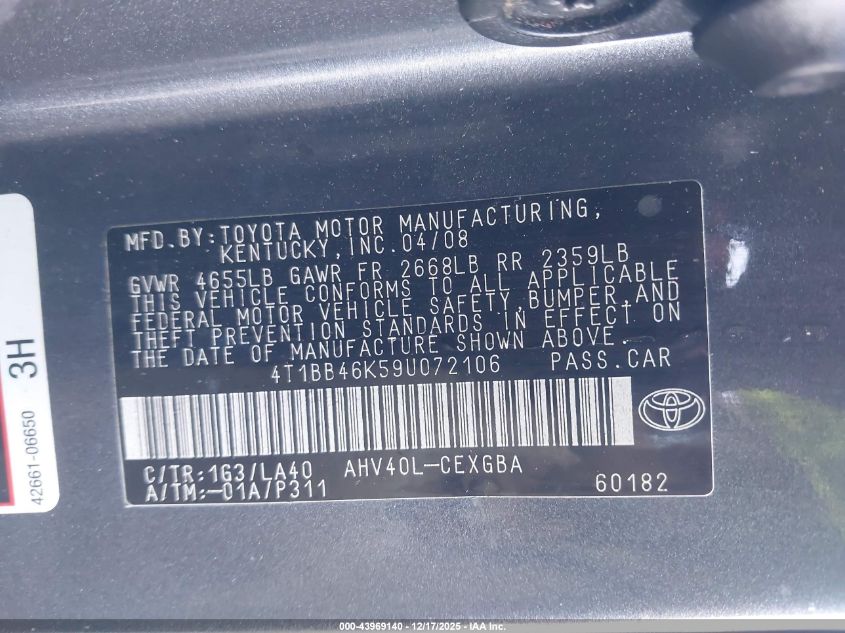 MFD.BY:TOYOTA MOTOR MANUFACTURING,
KENTUCKY,INC.04/08
GVWR 4655LB GAWR FR 2668LB RR 2359LB
THIS VEHICLE CONFORMS TO ALL APPLICABLE
FEDERAL MOTOR VEHICLE SAFETY,BUMPER,AND
THEFT PREVENTION STANDARDS IN EFFECT ON
THE DATE OF MANUFACTURE SHOWN ABOVE.
4T1BB46K59U072106 PASS.CAR
C/TR:1G3/LA40 AHV40L-CEXGBA
A/TM:-01A/P311 60182
3H
42661-06650
000-43969140 - 12/17/2025 - IAA Inc.